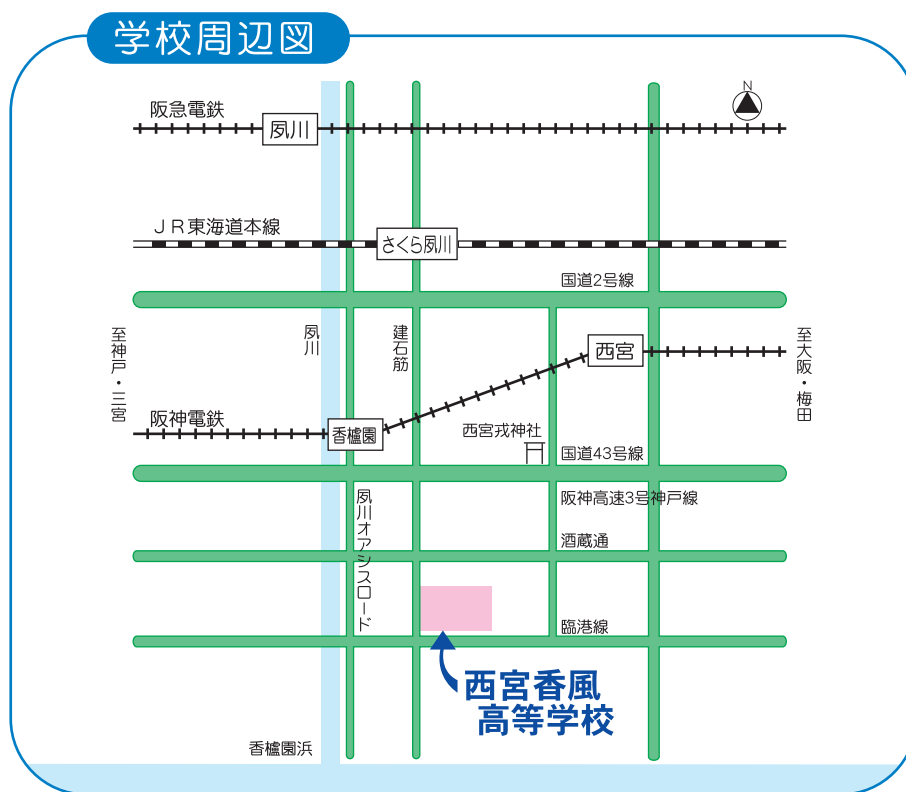 学校周辺図
N
阪急電鉄
夙川
JR東海道本線
さくら夙川
国道2号線
至神戸・三宮
夙川
建石筋
西宮
至大阪・梅田
阪神電鉄
香櫨園
西宮戎神社
国道43号線
阪神高速3号神戸線
夙川オアシスロード
酒蔵通
臨港線
西宮香風
高等学校
香櫨園浜